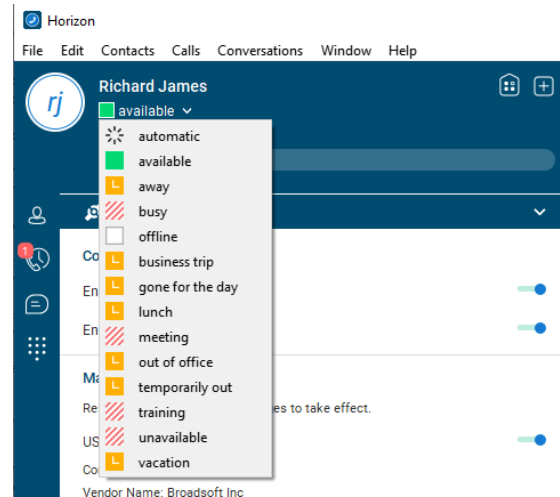 Horizon
File Edit Contacts Calls Conversations Window Help
rj
Richard James
available
automatic
available
away
busy
offline
business trip
gone for the day
lunch
meeting
out of office
temporarily out
training
unavailable
vacation
1
Co
En
En
Ma
Re
es to take effect.
US
Co
Vendor Name: Broadsoft Inc